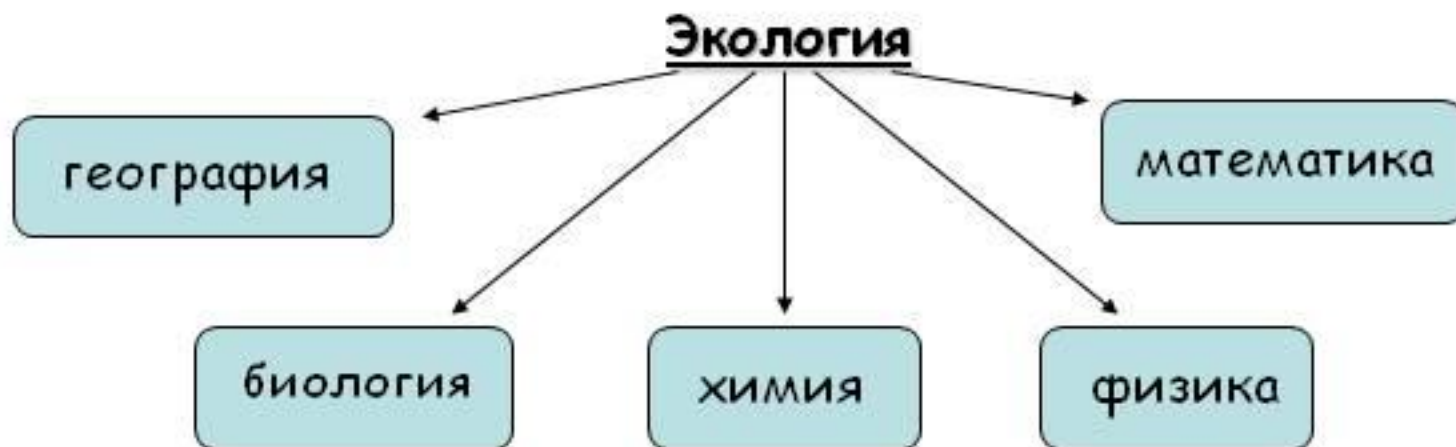 Экология
география
математика
биология
химия
физика